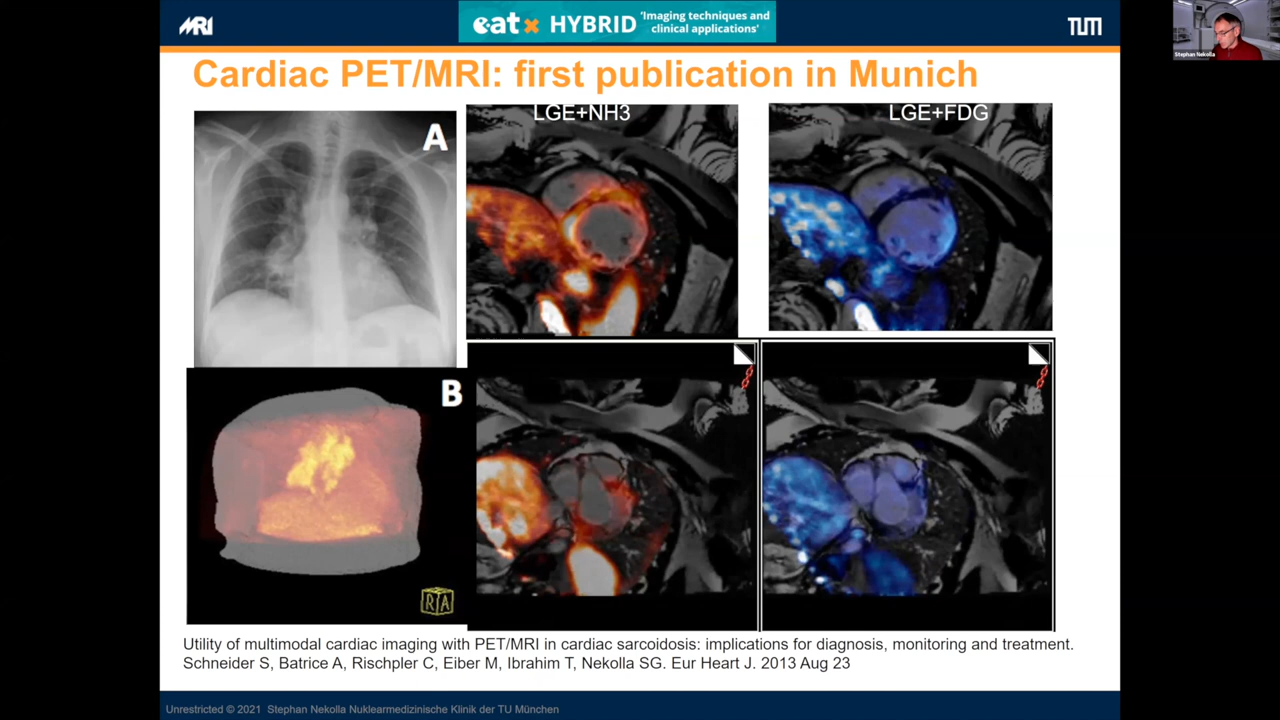 MRI
eat x HYBRID
'Imaging techniques and
clinical applications'
TUM
Stephan Nekolla
Cardiac PET/MRI: first publication in Munich
A
LGE+NH3
LGE+FDG
B
R A
Utility of multimodal cardiac imaging with PET/MRI in cardiac sarcoidosis: implications for diagnosis, monitoring and treatment.
Schneider S, Batrice A, Rischpler C, Eiber M, Ibrahim T, Nekolla SG. Eur Heart J. 2013 Aug 23
Unrestricted © 2021 Stephan Nekolla Nuklearmedizinische Klinik der TU München